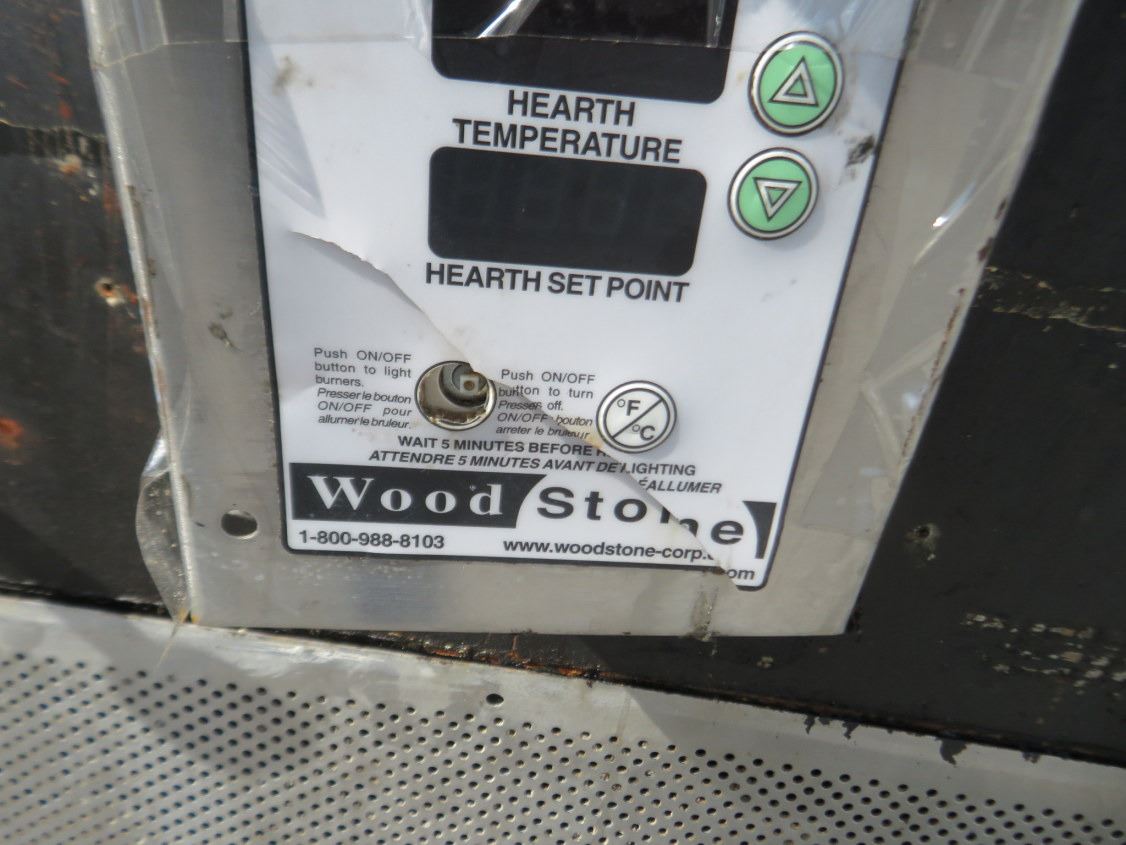 HEARTH
TEMPERATURE
HEARTH SET POINT
Push ON/OFF
button to light
burners.
Presser le bouton
ON/OFF pour
allumer le bruleur.
Push ON/OFF
button to turn
Presser off.
ON/OFF bouton
arreter le bruleur
°F
°C
WAIT 5 MINUTES BEFORE
LIGHTING
ATTENDRE 5 MINUTES AVANT DE
ÉALLUMER
Wood Stone
1-800-988-8103 www.woodstone-corp.com